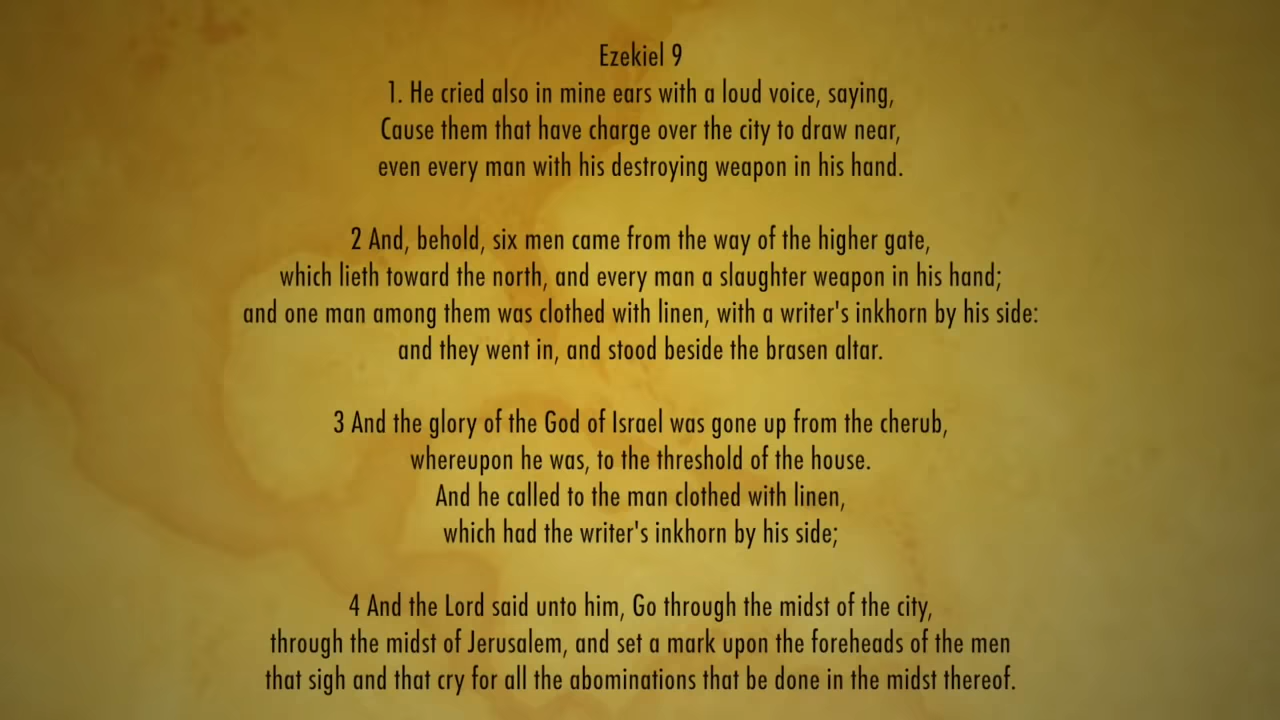 Ezekiel 9
1. He cried also in mine ears with a loud voice, saying,
Cause them that have charge over the city to draw near,
even every man with his destroying weapon in his hand.
2 And, behold, six men came from the way of the higher gate,
which lieth toward the north, and every man a slaughter weapon in his hand;
and one man among them was clothed with linen, with a writer's inkhorn by his side:
and they went in, and stood beside the brasen altar.
3 And the glory of the God of Israel was gone up from the cherub,
whereupon he was, to the threshold of the house.
And he called to the man clothed with linen,
which had the writer's inkhorn by his side;
4 And the Lord said unto him, Go through the midst of the city,
through the midst of Jerusalem, and set a mark upon the foreheads of the men
that sigh and that cry for all the abominations that be done in the midst thereof.